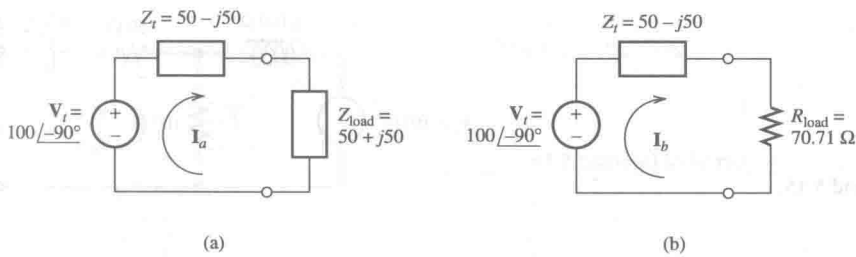 Z_t = 50 – j50
V_t =
100∠–90°
+
–
I_a
Z_load =
50 + j50
(a)
Z_t = 50 – j50
V_t =
100∠–90°
+
–
I_b
R_load =
70.71 Ω
(b)